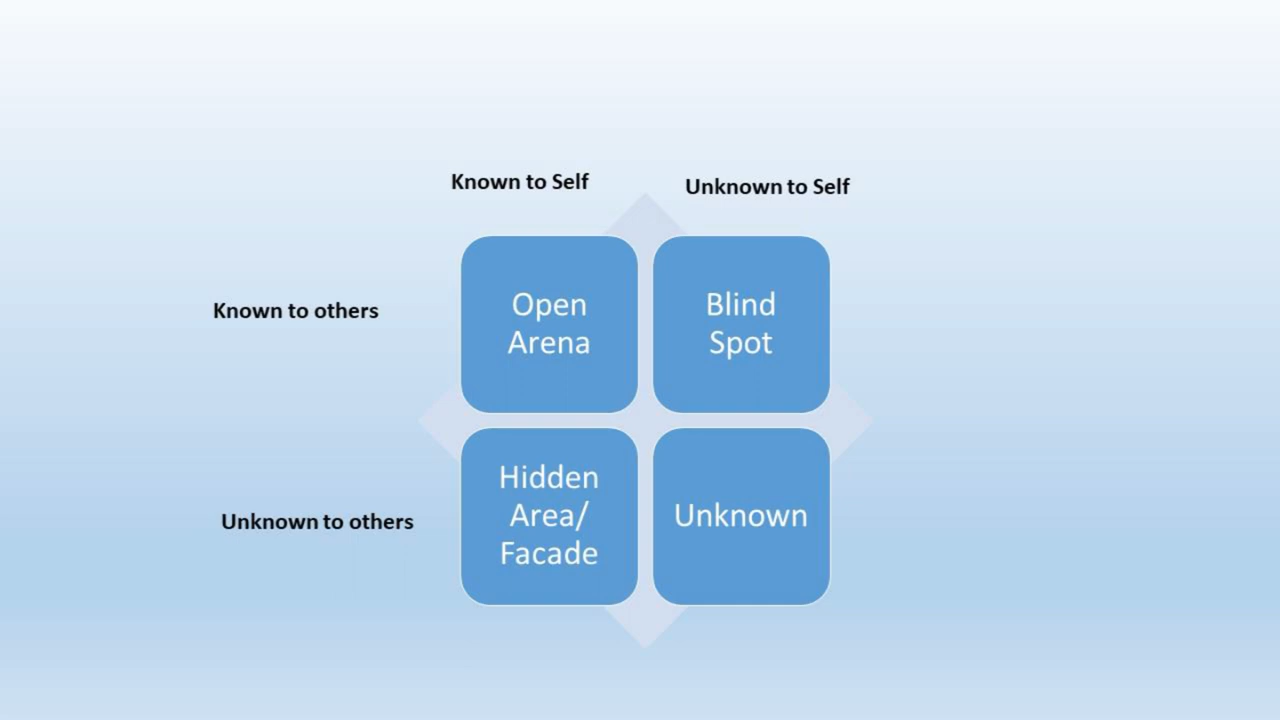 Known to Self
Unknown to Self
Known to others
Open
Arena
Blind
Spot
Unknown to others
Hidden
Area/
Facade
Unknown